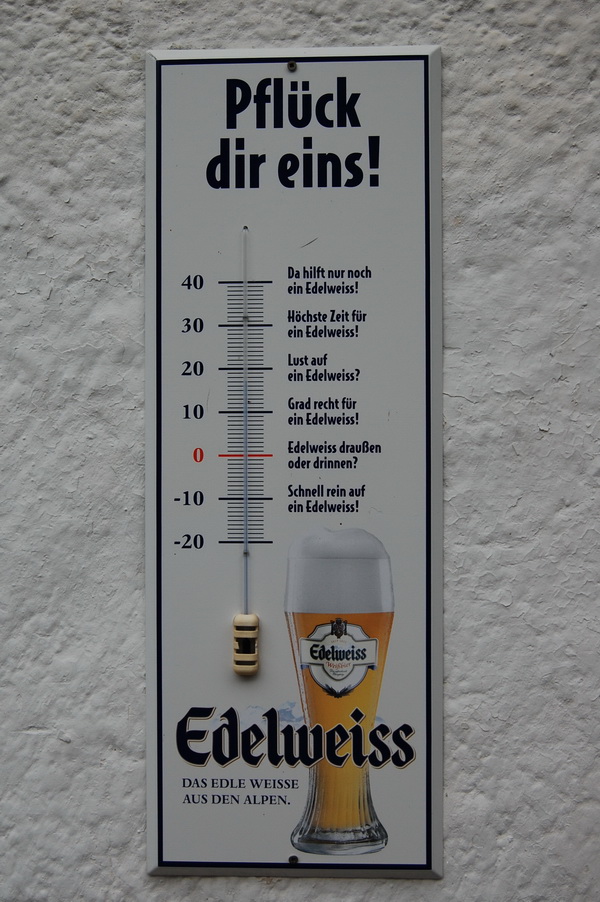 Pflück
dir eins!
40
Da hilft nur noch
ein Edelweiss!
30
Höchste Zeit für
ein Edelweiss!
20
Lust auf
ein Edelweiss?
10
Grad recht für
ein Edelweiss!
0
Edelweiss draußen
oder drinnen?
-10
Schnell rein auf
ein Edelweiss!
-20
Edelweiss
Weißbier
Edelweiss
DAS EDLE WEISSE
AUS DEN ALPEN.